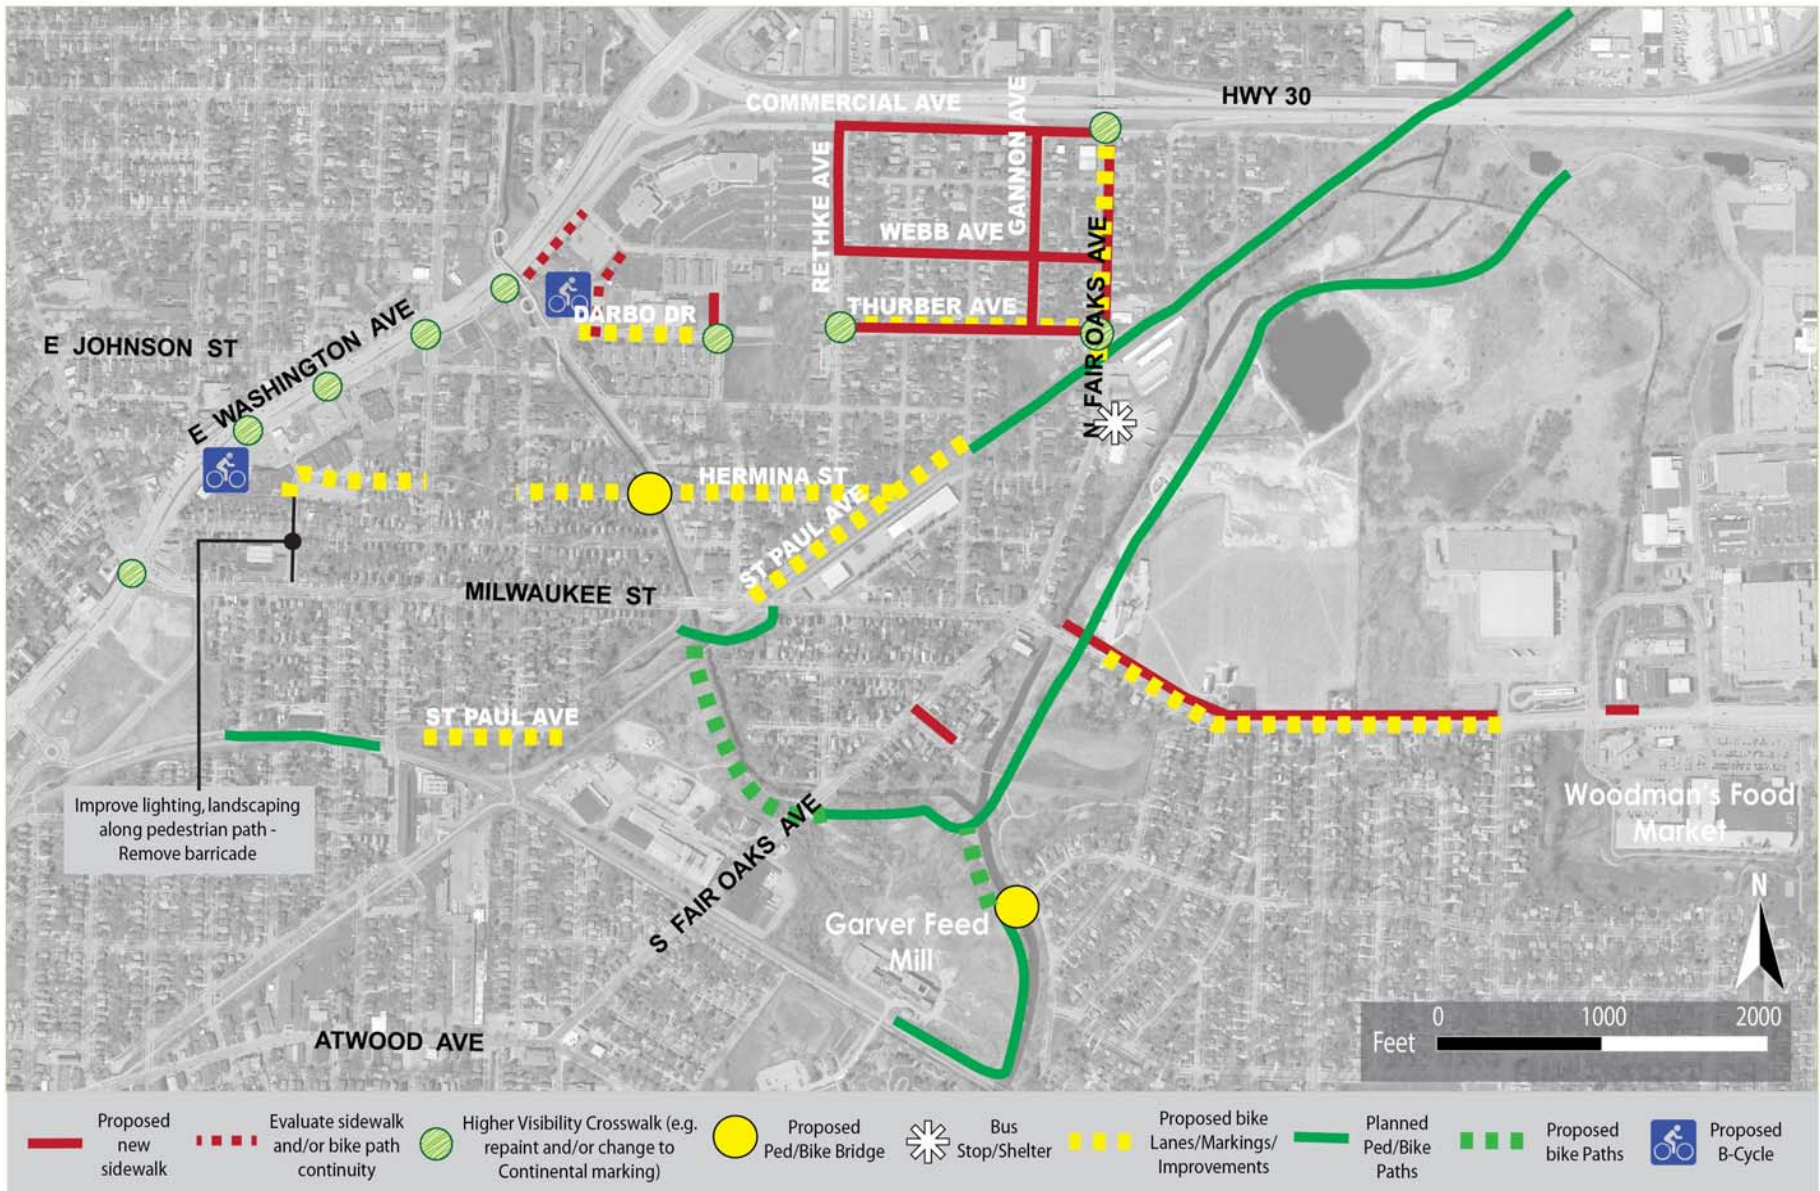 COMMERCIAL AVE
HWY 30
GANNON AVE
RETHKE AVE
WEBB AVE
N FAIR OAKS AVE
THURBER AVE
DARBO DR
E JOHNSON ST
E WASHINGTON AVE
HERMINA ST
ST PAUL AVE
MILWAUKEE ST
ST PAUL AVE
Improve lighting, landscaping
along pedestrian path -
Remove barricade
S FAIR OAKS AVE
Woodman's Food
Market
Garver Feed
Mill
ATWOOD AVE
N
0 1000 2000
Feet
Proposed
new
sidewalk
Evaluate sidewalk
and/or bike path
continuity
Higher Visibility Crosswalk (e.g.
repaint and/or change to
Continental marking)
Proposed
Ped/Bike Bridge
Bus
Stop/Shelter
Proposed bike
Lanes/Markings/
Improvements
Planned
Ped/Bike
Paths
Proposed
bike Paths
Proposed
B-Cycle